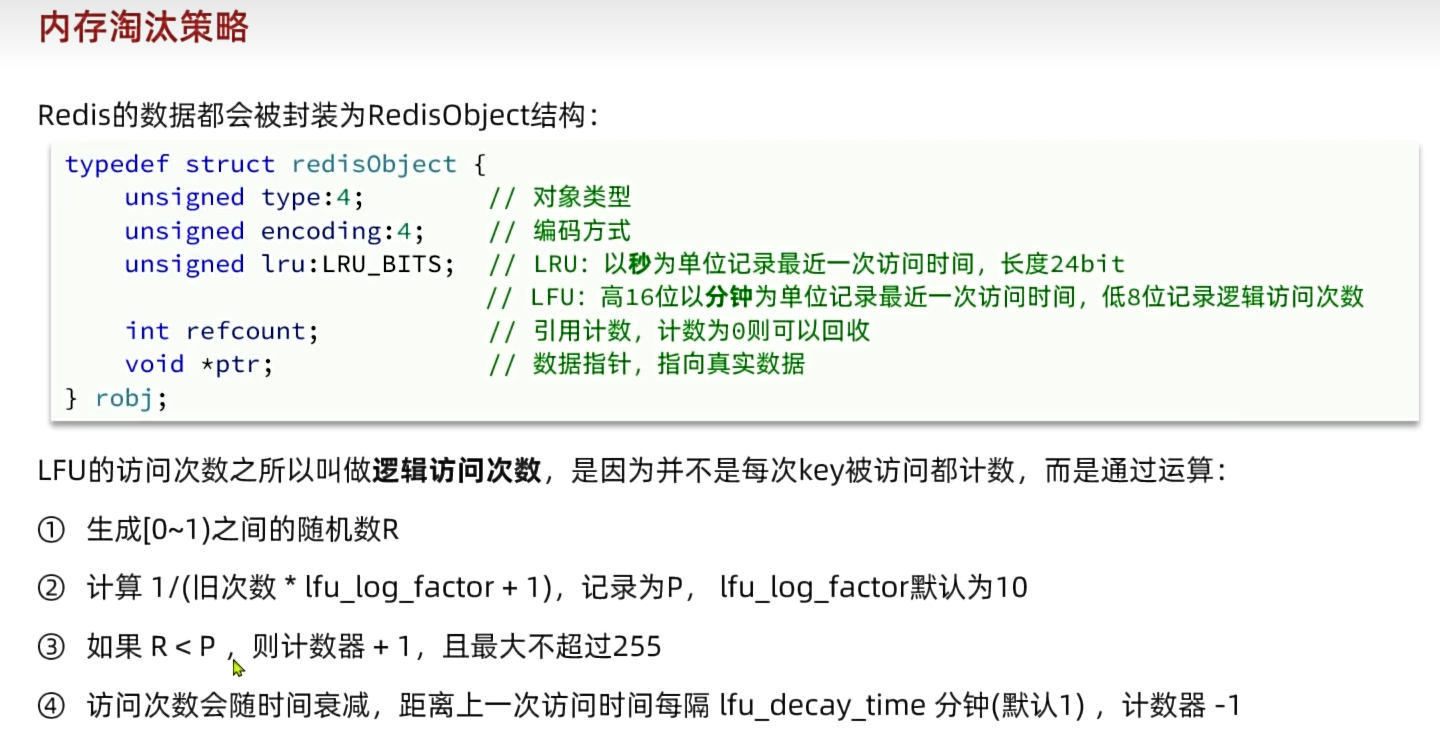 内存淘汰策略
Redis的数据都会被封装为RedisObject结构：
typedef struct redisObject {
    unsigned type:4;        // 对象类型
    unsigned encoding:4;    // 编码方式
    unsigned lru:LRU_BITS;  // LRU：以秒为单位记录最近一次访问时间，长度24bit
                            // LFU：高16位以分钟为单位记录最近一次访问时间，低8位记录逻辑访问次数
    int refcount;           // 引用计数，计数为0则可以回收
    void *ptr;              // 数据指针，指向真实数据
} robj;
LFU的访问次数之所以叫做逻辑访问次数，是因为并不是每次key被访问都计数，而是通过运算：
① 生成[0~1)之间的随机数R
② 计算 1/(旧次数 * lfu_log_factor + 1)，记录为P， lfu_log_factor默认为10
③ 如果 R < P ，则计数器 + 1，且最大不超过255
④ 访问次数会随时间衰减，距离上一次访问时间每隔 lfu_decay_time 分钟(默认1) ，计数器 -1